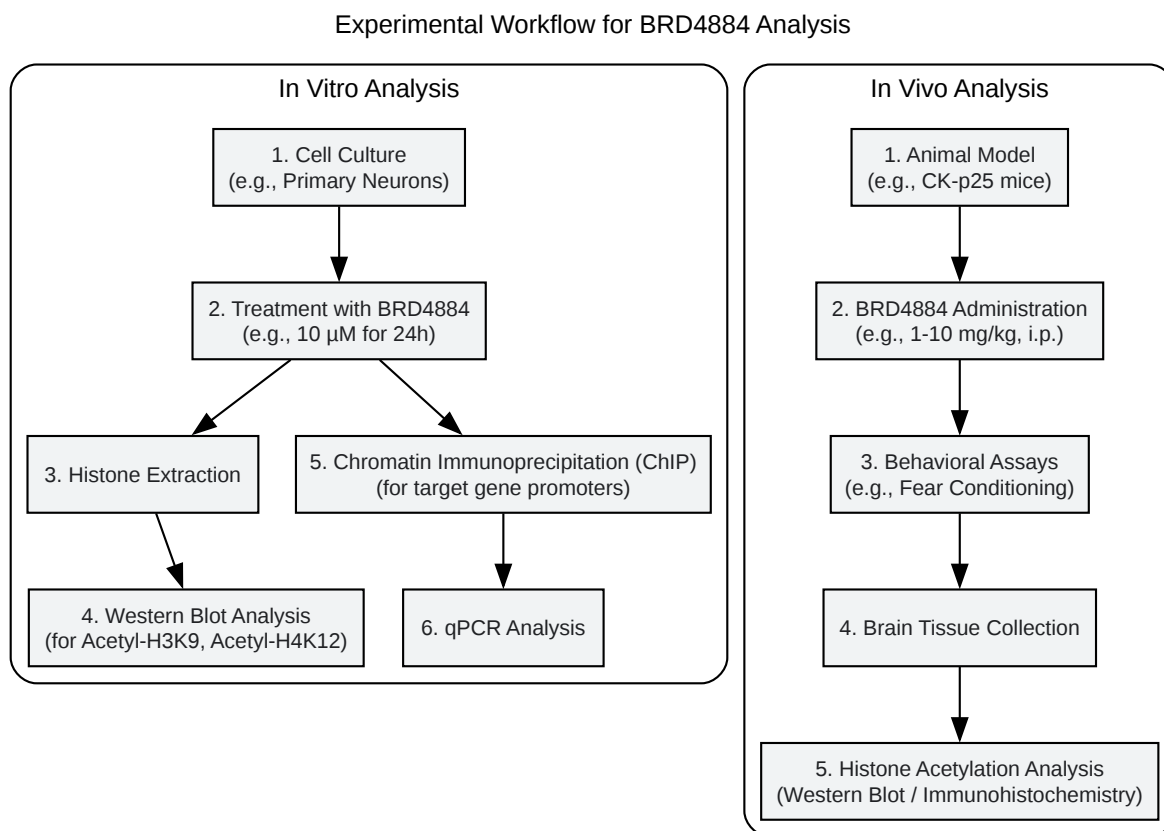 Experimental Workflow for BRD4884 Analysis
In Vitro Analysis
1. Cell Culture
(e.g., Primary Neurons)
2. Treatment with BRD4884
(e.g., 10 µM for 24h)
3. Histone Extraction
5. Chromatin Immunoprecipitation (ChIP)
(for target gene promoters)
4. Western Blot Analysis
(for Acetyl-H3K9, Acetyl-H4K12)
6. qPCR Analysis
In Vivo Analysis
1. Animal Model
(e.g., CK-p25 mice)
2. BRD4884 Administration
(e.g., 1-10 mg/kg, i.p.)
3. Behavioral Assays
(e.g., Fear Conditioning)
4. Brain Tissue Collection
5. Histone Acetylation Analysis
(Western Blot / Immunohistochemistry)